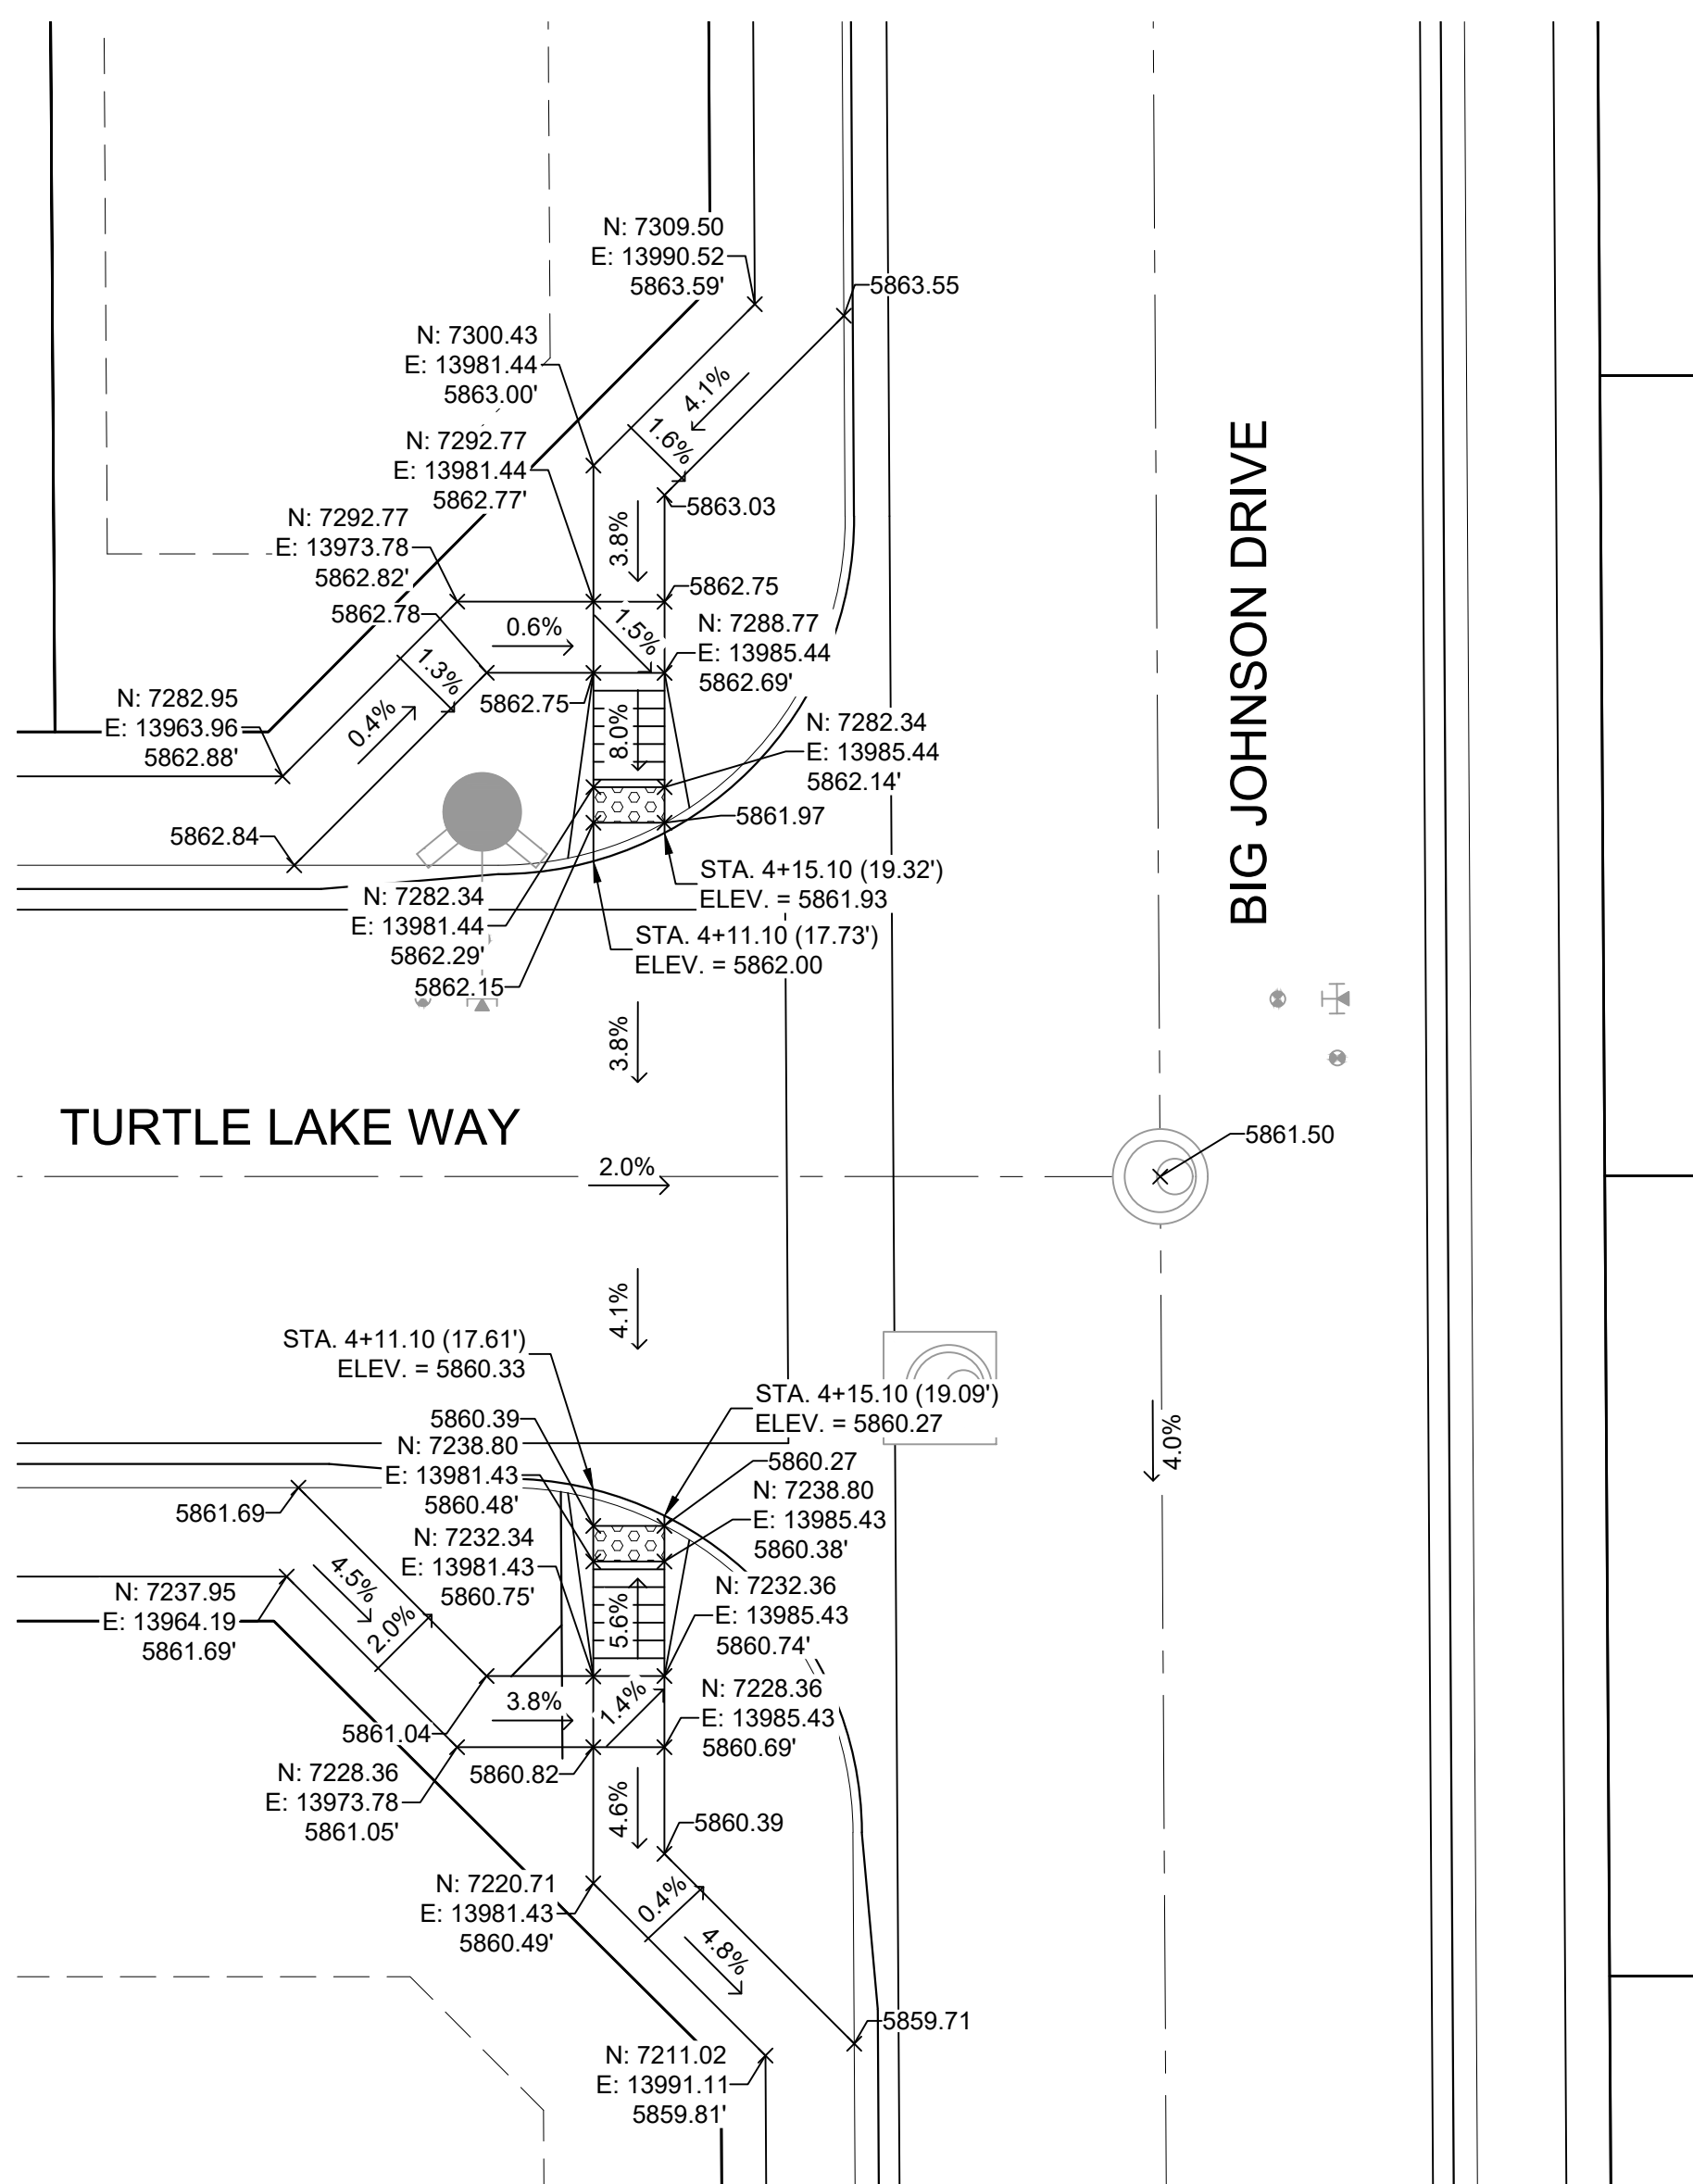 N: 7309.50
E: 13990.52
5863.59'
5863.55
N: 7300.43
E: 13981.44
5863.00'
4.1%
1.6%
N: 7292.77
E: 13981.44
5862.77'
5863.03
N: 7292.77
E: 13973.78
5862.82'
3.8%
5862.75
5862.78
0.6%
1.5%
N: 7288.77
E: 13985.44
5862.69'
1.3%
0.4%
N: 7282.95
E: 13963.96
5862.88'
5862.75
8.0%
N: 7282.34
E: 13985.44
5862.14'
5861.97
5862.84
STA. 4+15.10 (19.32')
ELEV. = 5861.93
N: 7282.34
E: 13981.44
5862.29'
STA. 4+11.10 (17.73')
ELEV. = 5862.00
5862.15
BIG JOHNSON DRIVE
3.8%
TURTLE LAKE WAY
5861.50
2.0%
4.1%
STA. 4+11.10 (17.61')
ELEV. = 5860.33
STA. 4+15.10 (19.09')
ELEV. = 5860.27
4.0%
5860.39
N: 7238.80
E: 13981.43
5860.48'
5860.27
N: 7238.80
E: 13985.43
5860.38'
5861.69
N: 7232.34
E: 13981.43
5860.75'
4.5%
2.0%
N: 7237.95
E: 13964.19
5861.69'
5.6%
N: 7232.36
E: 13985.43
5860.74'
3.8%
1.4%
N: 7228.36
E: 13985.43
5860.69'
5861.04
5860.82
N: 7228.36
E: 13973.78
5861.05'
4.6%
5860.39
N: 7220.71
E: 13981.43
5860.49'
0.4%
4.8%
5859.71
N: 7211.02
E: 13991.11
5859.81'